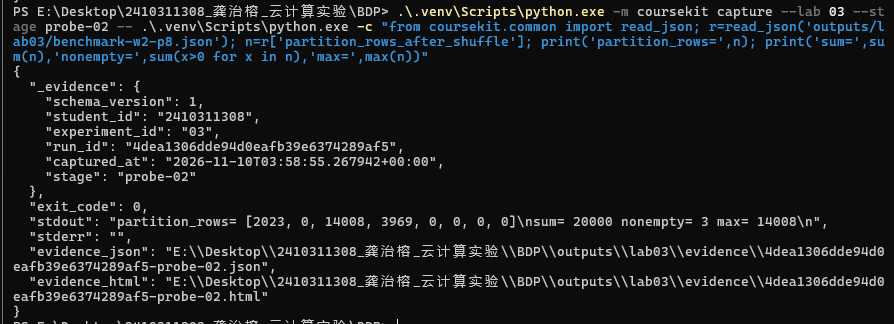 PS E:\Desktop\2410311308_龚治榕_云计算实验\BDP> .\.venv\Scripts\python.exe -m coursekit capture --lab 03 --st
age probe-02 -- .\.venv\Scripts\python.exe -c "from coursekit.common import read_json; r=read_json('outputs/l
ab03/benchmark-w2-p8.json'); n=r['partition_rows_after_shuffle']; print('partition_rows=',n); print('sum=',su
m(n),'nonempty=',sum(x>0 for x in n),'max=',max(n))"
{
  "_evidence": {
    "schema_version": 1,
    "student_id": "2410311308",
    "experiment_id": "03",
    "run_id": "4dea1306dde94d0eafb39e6374289af5",
    "captured_at": "2026-11-10T03:58:55.267942+00:00",
    "stage": "probe-02"
  },
  "exit_code": 0,
  "stdout": "partition_rows= [2023, 0, 14008, 3969, 0, 0, 0, 0]\nsum= 20000 nonempty= 3 max= 14008\n",
  "stderr": "",
  "evidence_json": "E:\\Desktop\\2410311308_龚治榕_云计算实验\\BDP\\outputs\\lab03\\evidence\\4dea1306dde94d0
eafb39e6374289af5-probe-02.json",
  "evidence_html": "E:\\Desktop\\2410311308_龚治榕_云计算实验\\BDP\\outputs\\lab03\\evidence\\4dea1306dde94d0
eafb39e6374289af5-probe-02.html"
}